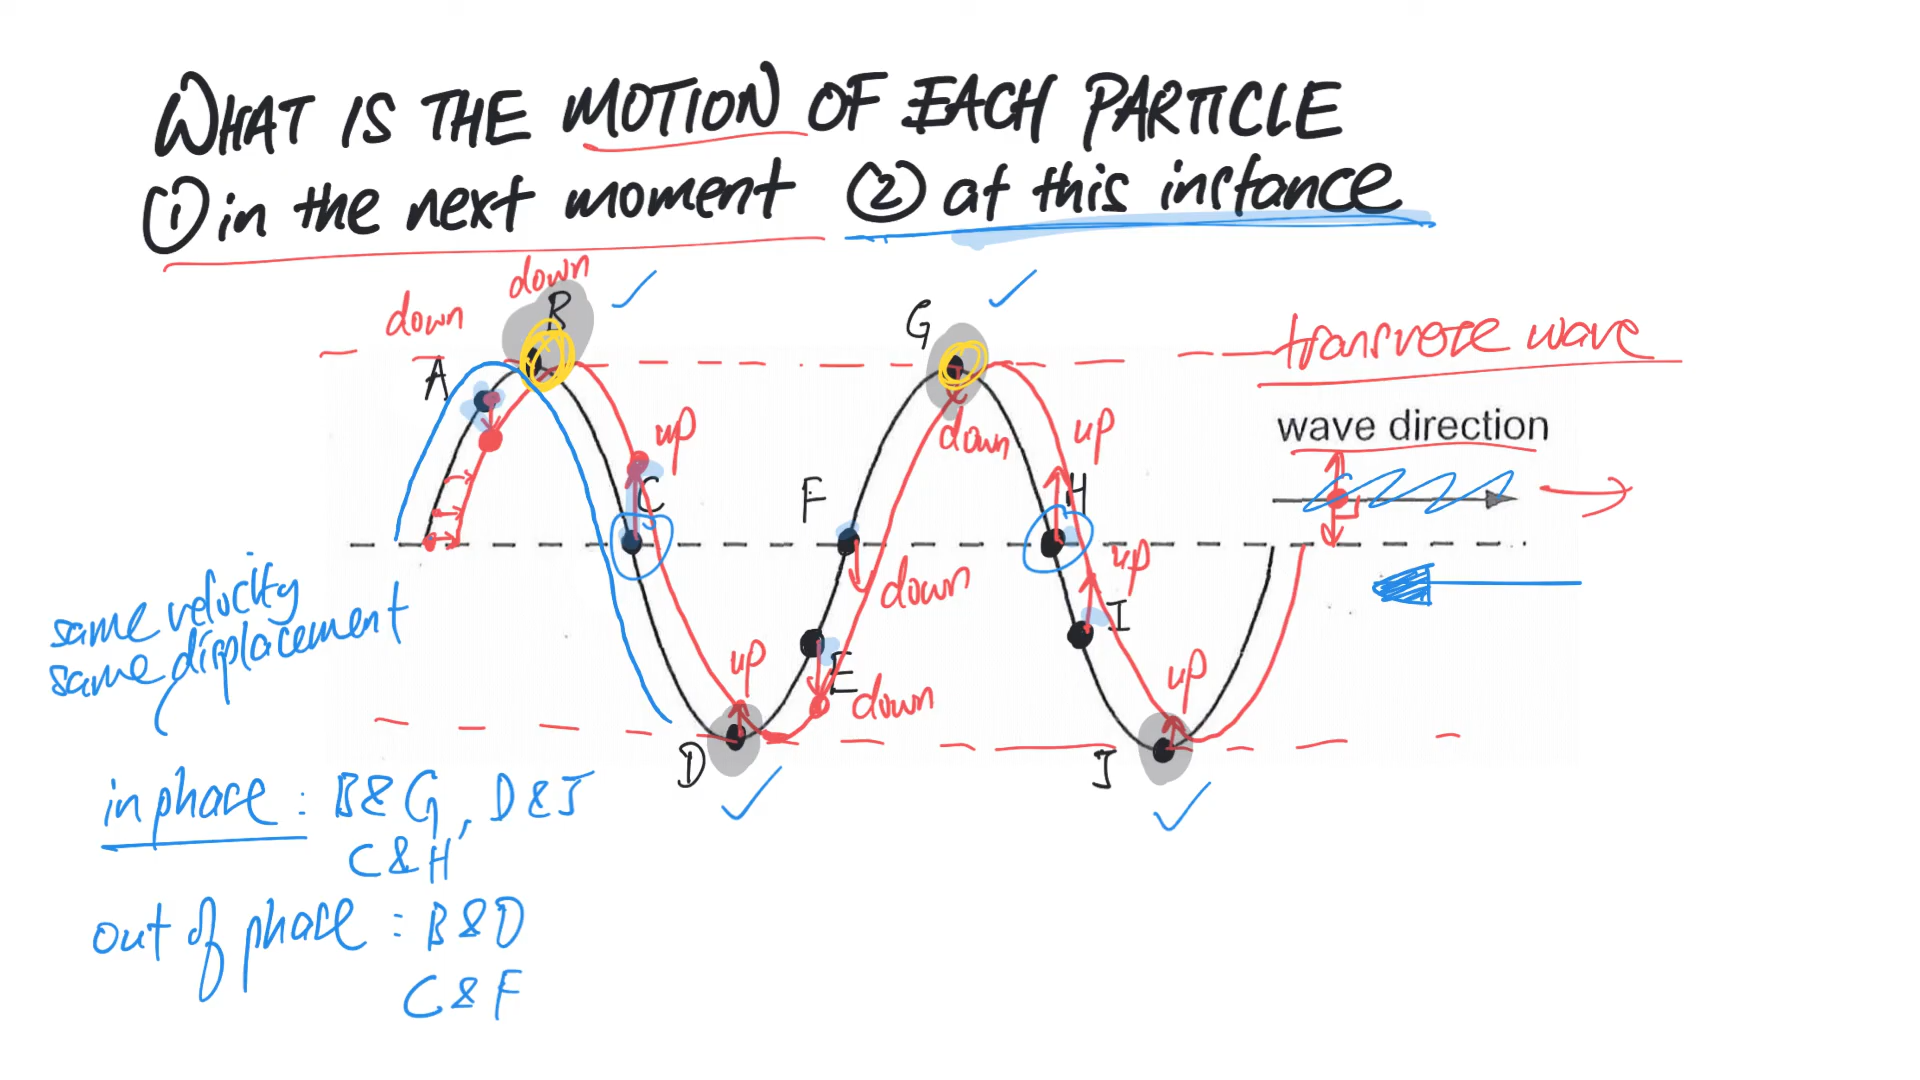 WHAT IS THE MOTION OF EACH PARTICLE
① in the next moment ② at this instance
down
down
B
A
G
up
C
F
down
up
H
transverse wave
wave direction
up
I
down
up
E
down
D
up
J
same velocity
same displacement
in phase : B & G, D & J
C & H
out of phase : B & D
C & F